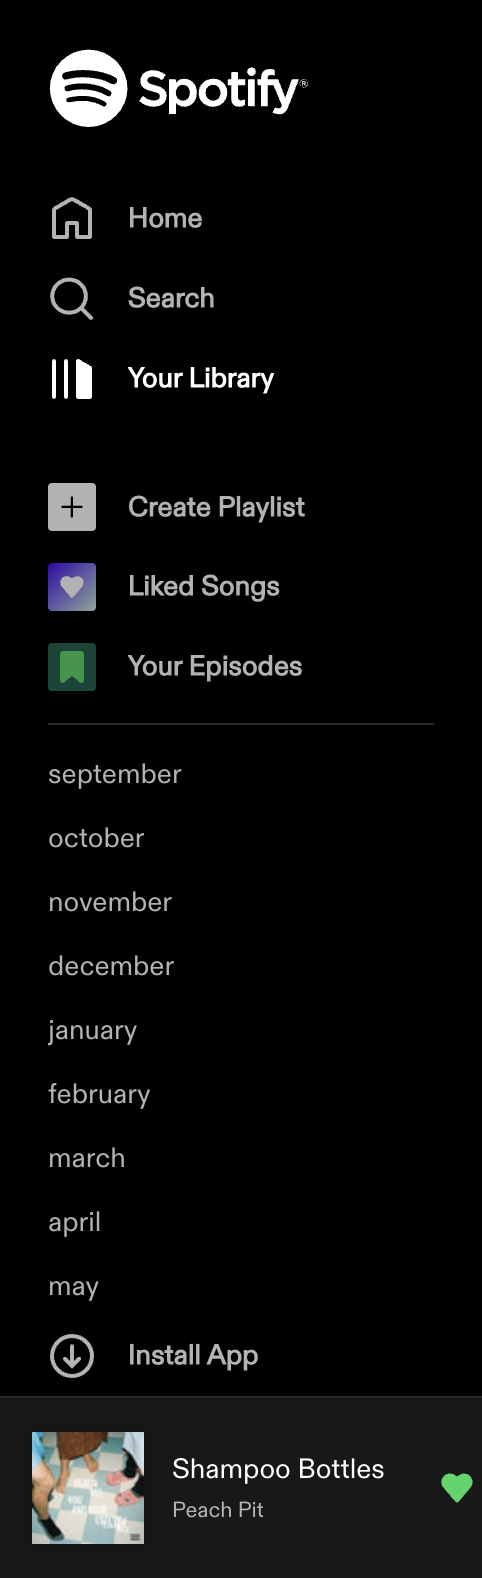 Spotify®
Home
Search
Your Library
Create Playlist
Liked Songs
Your Episodes
september
october
november
december
january
february
march
april
may
Install App
Shampoo Bottles
Peach Pit